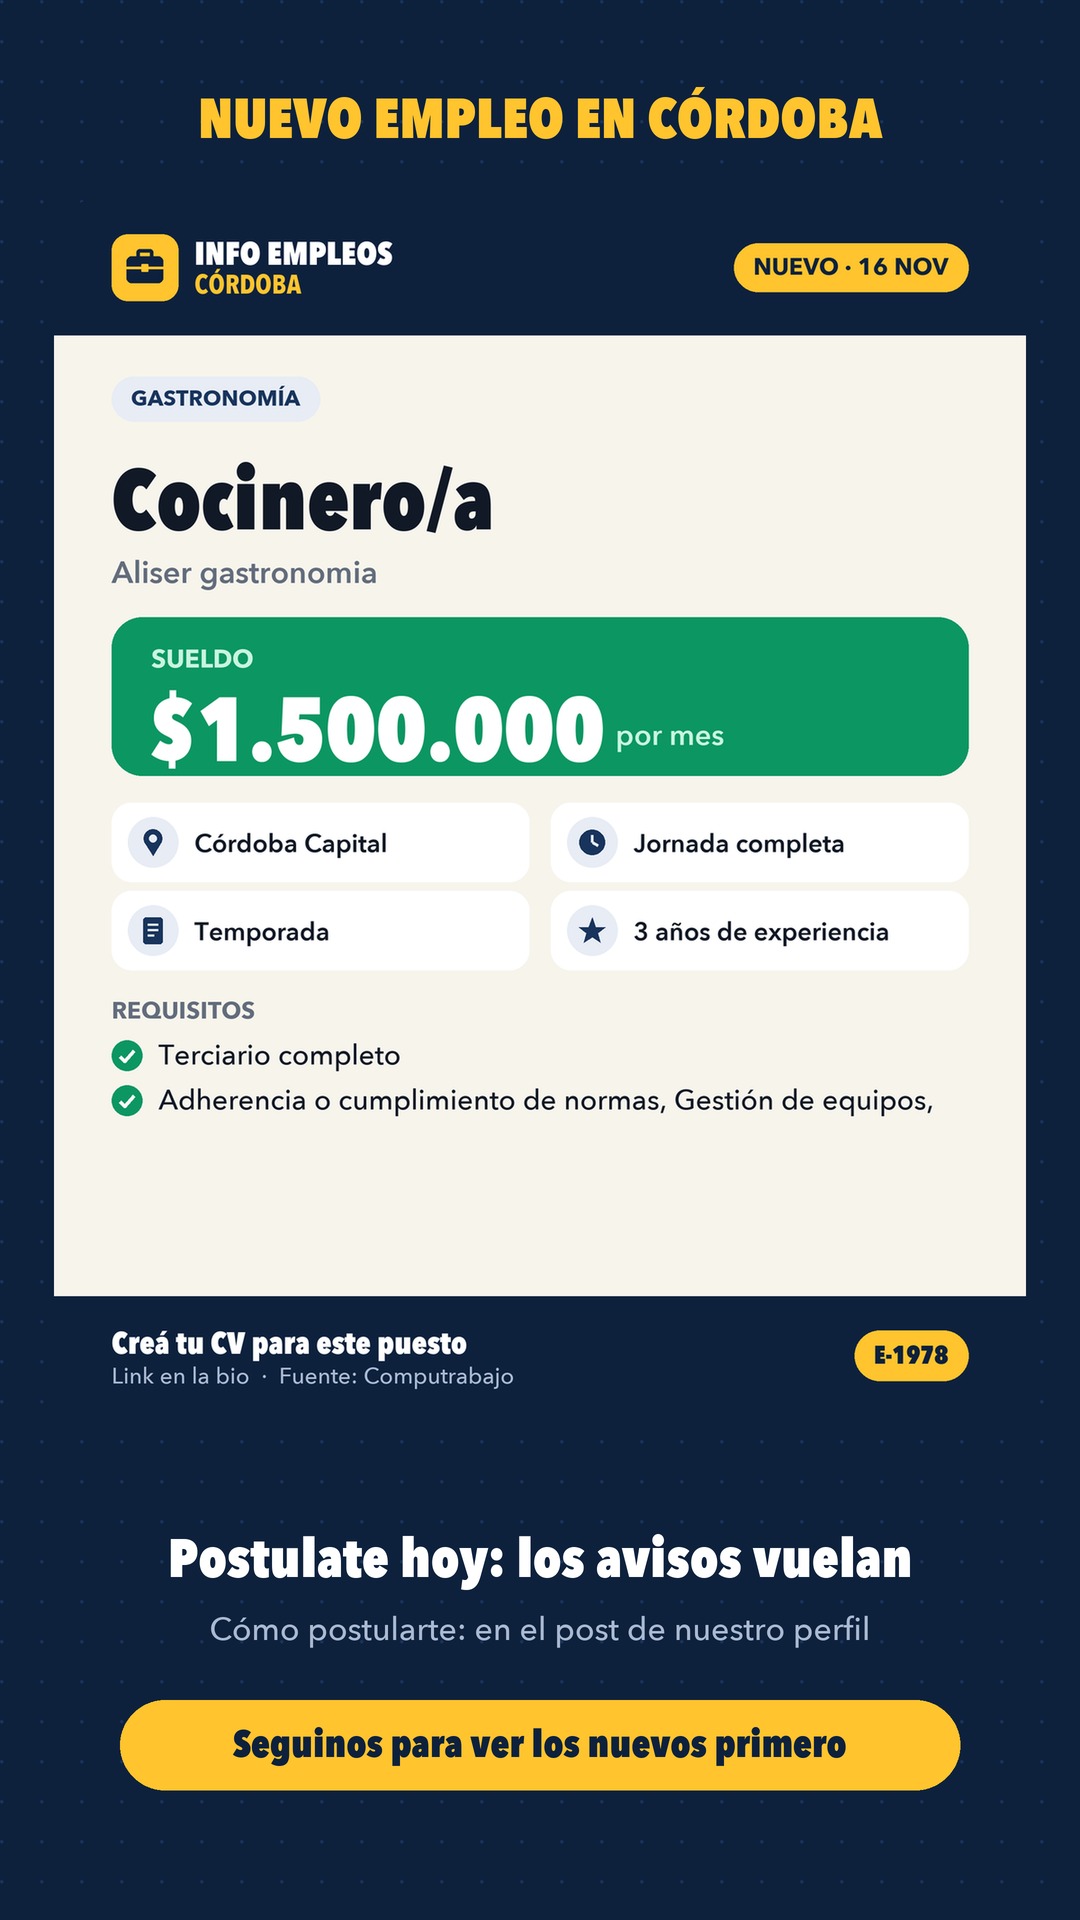 NUEVO EMPLEO EN CÓRDOBA
INFO EMPLEOS
CÓRDOBA
NUEVO · 16 NOV
GASTRONOMÍA
Cocinero/a
Aliser gastronomia
SUELDO
$1.500.000 por mes
Córdoba Capital
Jornada completa
Temporada
3 años de experiencia
REQUISITOS
Terciario completo
Adherencia o cumplimiento de normas, Gestión de equipos,
Creá tu CV para este puesto
Link en la bio · Fuente: Computrabajo
E-1978
Postulate hoy: los avisos vuelan
Cómo postularte: en el post de nuestro perfil
Seguinos para ver los nuevos primero